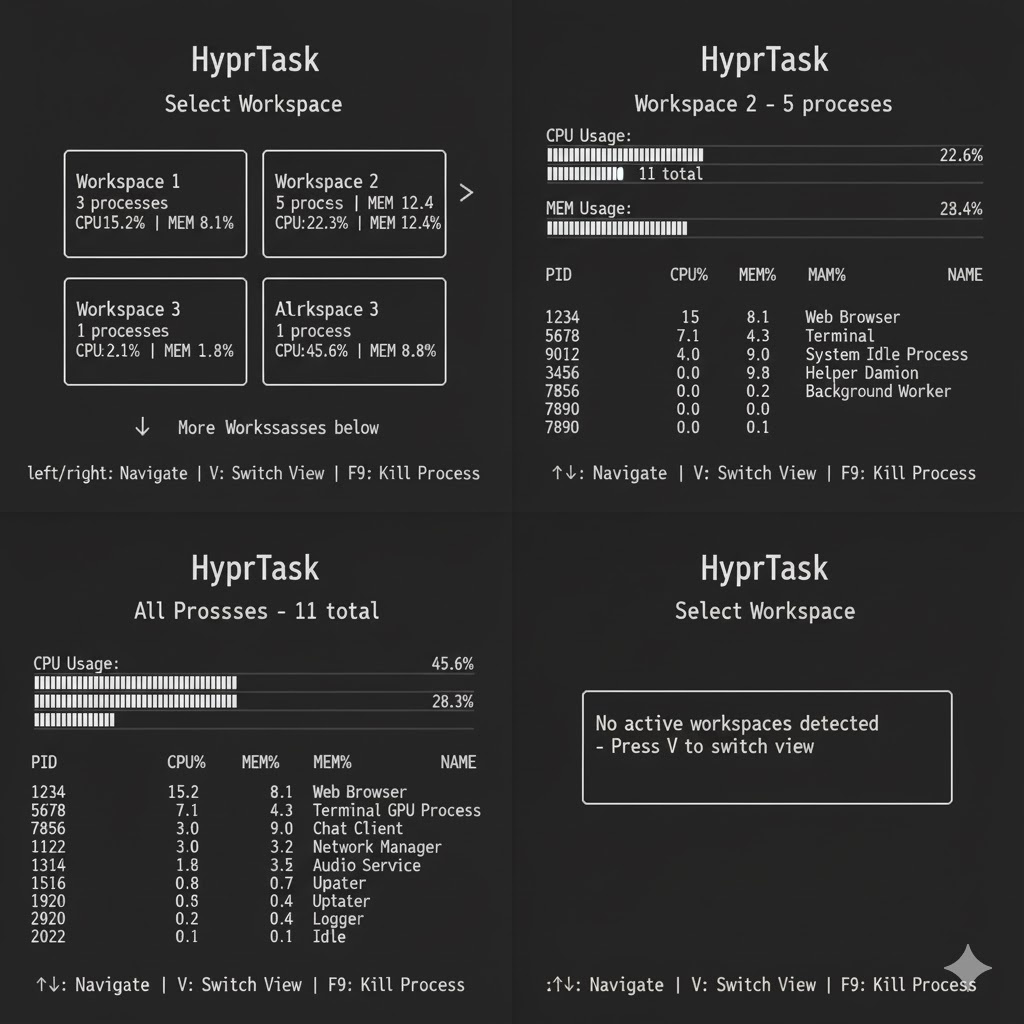 HyprTask
Select Workspace
Workspace 1
3 processes
CPU15.2% | MEM 8.1%
Workspace 2
5 procss | MEM 12.4
CPU:22.3% | MEM 12.4%
>
Workspace 3
1 processes
CPU:2.1% | MEM 1.8%
Alrkspace 3
1 process
CPU:45.6% | MEM 8.8%
↓ More Workssasses below
left/right: Navigate | V: Switch View | F9: Kill Process
HyprTask
Workspace 2 - 5 proceses
CPU Usage:
22.6%
11 total
MEM Usage: 28.4%
PID CPU% MEM% MAM% NAME
1234 15 8.1 Web Browser
5678 7.1 4.3 Terminal
9012 4.0 9.0 System Idle Process
3456 0.0 9.8 Helper Damion
7856 0.0 0.2 Background Worker
7890 0.0 0.0
7890 0.0 0.1
↑↓: Navigate | V: Switch View | F9: Kill Process
HyprTask
All Prossses - 11 total
CPU Usage: 45.6%
28.3%
PID CPU% MEM% MEM% NAME
1234 15.2 8.1 Web Browser
5678 7.1 4.3 Terminal GPU Process
7856 3.0 9.0 Chat Client
1122 3.0 3.2 Network Manager
1314 1.8 3.5 Audio Service
1516 0.8 0.7 Upater
1920 0.8 0.4 Uptater
2920 0.2 0.4 Logger
2022 0.1 0.1 Idle
↑↓: Navigate | V: Switch View | F9: Kill Process
HyprTask
Select Workspace
No active workspaces detected
- Press V to switch view
:↑↓: Navigate | V: Switch View | F9: Kill Process